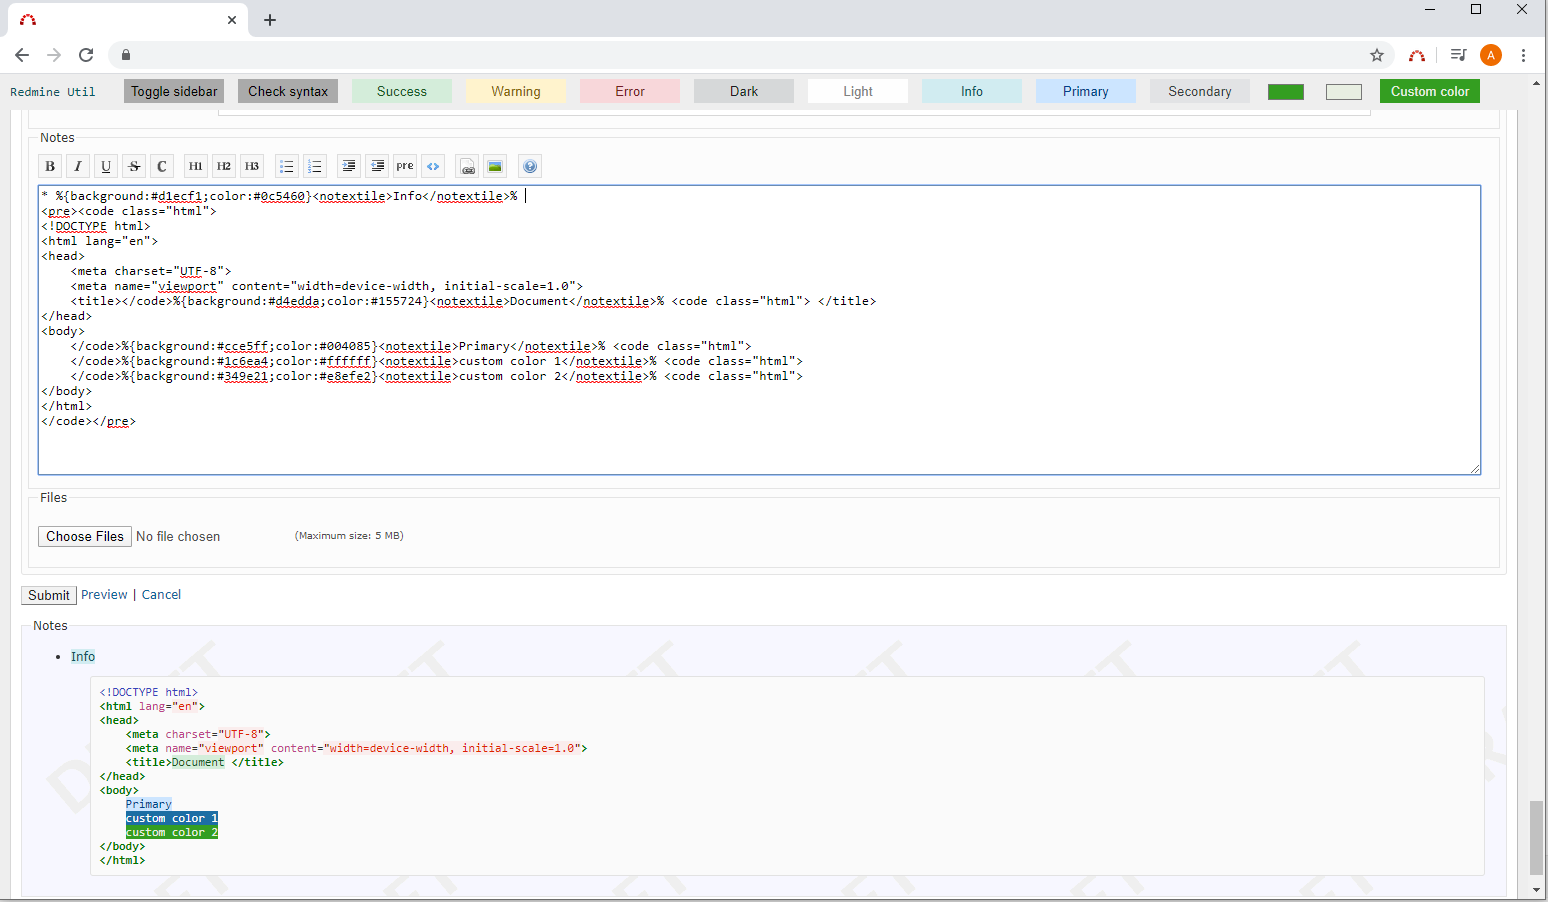 A
Redmine Util Toggle sidebar Check syntax Success Warning Error Dark Light Info Primary Secondary Custom color
Notes
B I U S C H1 H2 H3 pre <>
* %{background:#d1ecf1;color:#0c5460}<notextile>Info</notextile>%
<pre><code class="html">
<!DOCTYPE html>
<html lang="en">
<head>
    <meta charset="UTF-8">
    <meta name="viewport" content="width=device-width, initial-scale=1.0">
    <title></code>%{background:#d4edda;color:#155724}<notextile>Document</notextile>% <code class="html"> </title>
</head>
<body>
    </code>%{background:#cce5ff;color:#004085}<notextile>Primary</notextile>% <code class="html">
    </code>%{background:#1c6ea4;color:#ffffff}<notextile>custom color 1</notextile>% <code class="html">
    </code>%{background:#349e21;color:#e8efe2}<notextile>custom color 2</notextile>% <code class="html">
</body>
</html>
</code></pre>
Files
Choose Files No file chosen (Maximum size: 5 MB)
Submit Preview | Cancel
Notes
• Info
<!DOCTYPE html>
<html lang="en">
<head>
    <meta charset="UTF-8">
    <meta name="viewport" content="width=device-width, initial-scale=1.0">
    <title>Document </title>
</head>
<body>
    Primary
    custom color 1
    custom color 2
</body>
</html>